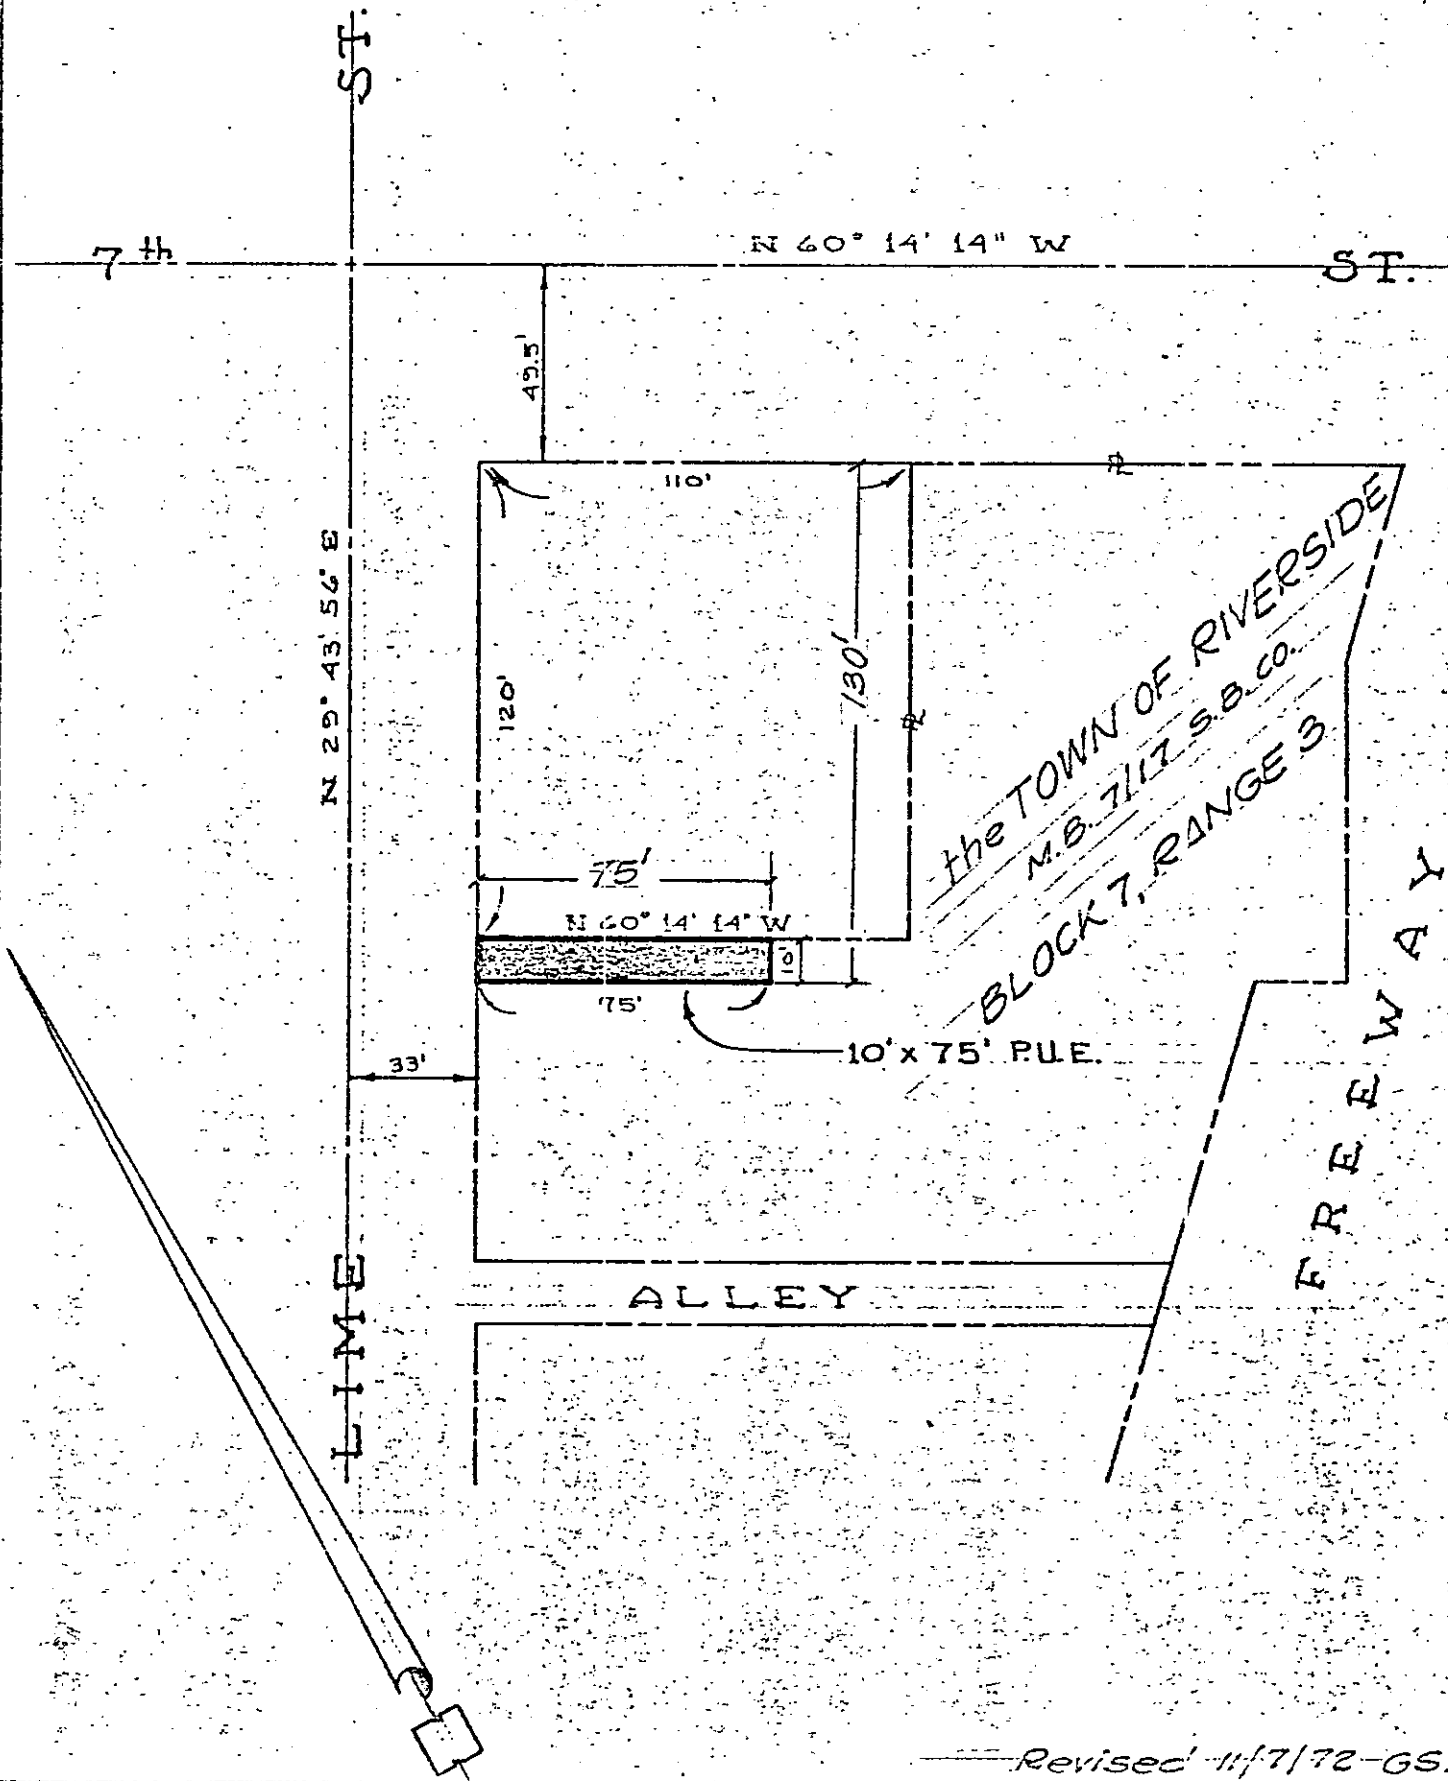 ST.
7th
N 60° 14' 14" W
ST.
49.5'
110'
N 29° 43' 56" E
120'
130'
the TOWN OF RIVERSIDE
M.B. 7/17 S.B. CO.
BLOCK 7, RANGE 3
75'
N 60° 14' 14" W
10
75'
10' x 75' P.U.E.
33'
FREEWAY
LIME
ALLEY
Revised 11/7/72-GS.